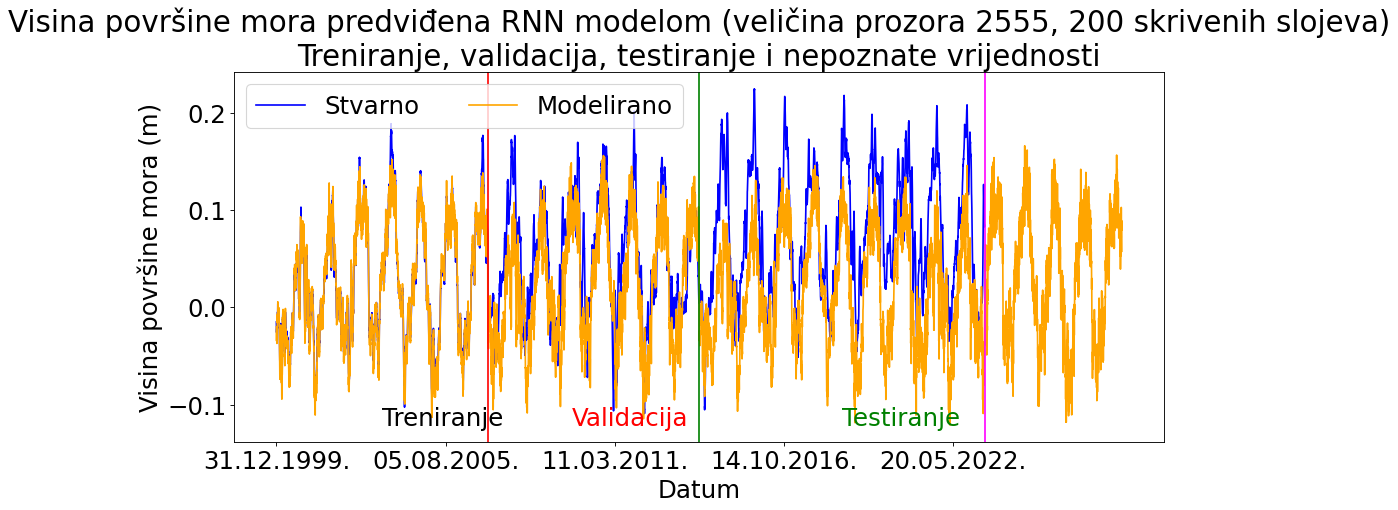 Visina površine mora predviđena RNN modelom (veličina prozora 2555, 200 skrivenih slojeva)
Treniranje, validacija, testiranje i nepoznate vrijednosti
Stvarno
Modelirano
Visina površine mora (m)
0.2
0.1
0.0
−0.1
Treniranje
Validacija
Testiranje
31.12.1999.
05.08.2005.
11.03.2011.
14.10.2016.
20.05.2022.
Datum